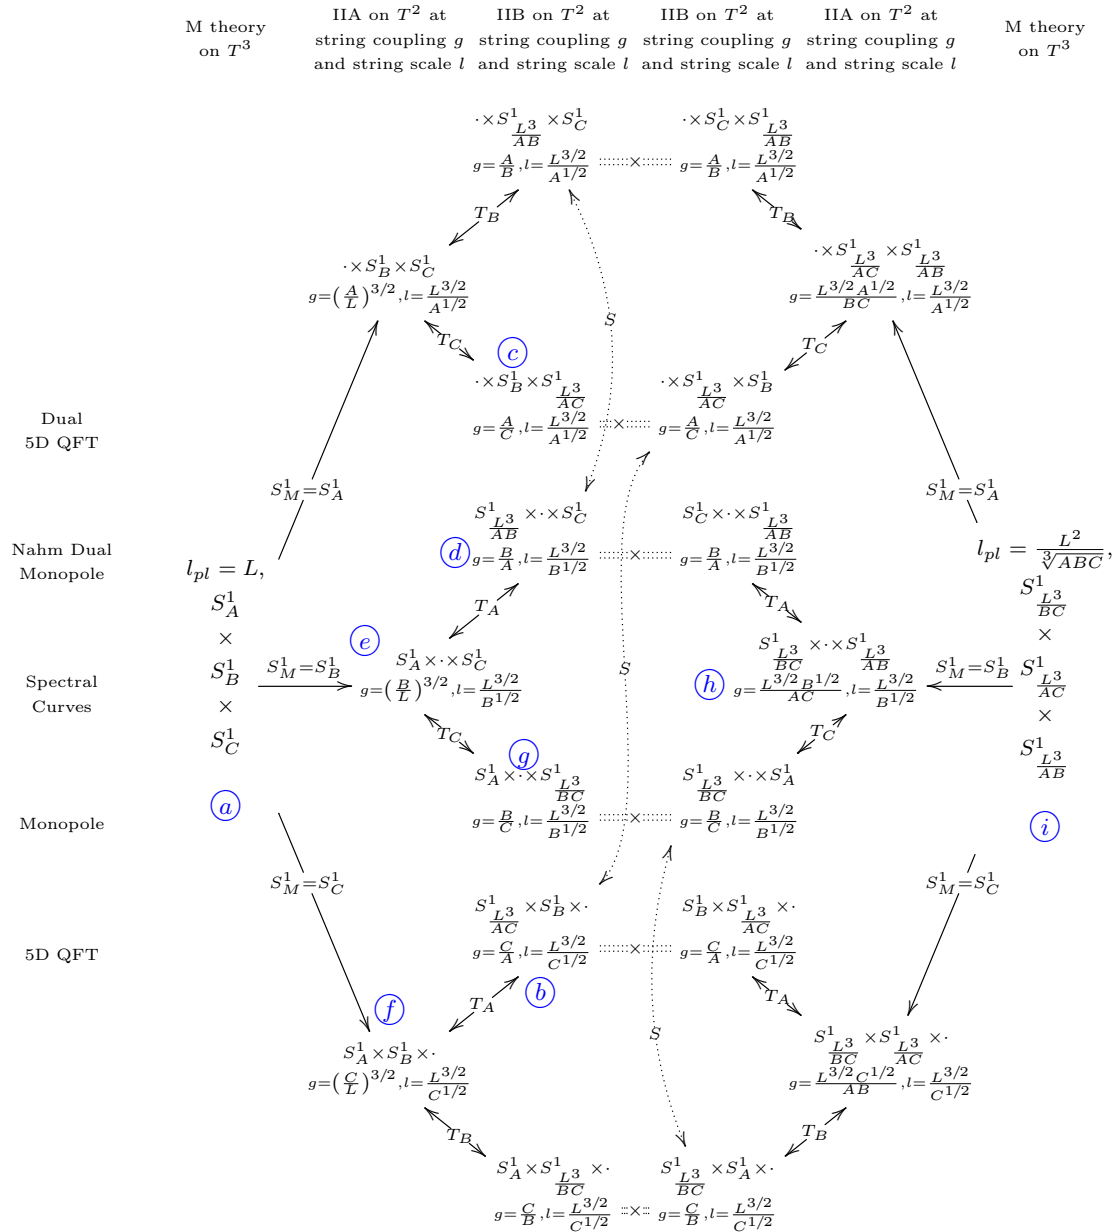 M theory
on T^3
IIA on T^2 at
string coupling g
and string scale l
IIB on T^2 at
string coupling g
and string scale l
IIB on T^2 at
string coupling g
and string scale l
IIA on T^2 at
string coupling g
and string scale l
M theory
on T^3
· × S^1_{L^3/AB} × S^1_C
g = A/B, l = L^{3/2}/A^{1/2}
×
· × S^1_C × S^1_{L^3/AB}
g = A/B, l = L^{3/2}/A^{1/2}
T_B
T_B
· × S^1_B × S^1_C
g = (A/L)^{3/2}, l = L^{3/2}/A^{1/2}
· × S^1_{L^3/AC} × S^1_{L^3/AB}
g = L^{3/2}A^{1/2}/BC, l = L^{3/2}/A^{1/2}
S
T_C
c
T_C
· × S^1_B × S^1_{L^3/AC}
g = A/C, l = L^{3/2}/A^{1/2}
×
· × S^1_{L^3/AC} × S^1_B
g = A/C, l = L^{3/2}/A^{1/2}
Dual
5D QFT
S^1_M = S^1_A
S^1_M = S^1_A
Nahm Dual
Monopole
S^1_{L^3/AB} × · × S^1_C
d
g = B/A, l = L^{3/2}/B^{1/2}
×
S^1_C × · × S^1_{L^3/AB}
g = B/A, l = L^{3/2}/B^{1/2}
l_{pl} = L,
S^1_A
×
S^1_B
×
S^1_C
a
l_{pl} = L^2/∛ABC,
S^1_{L^3/BC}
×
S^1_{L^3/AC}
×
S^1_{L^3/AB}
i
T_A
T_A
e
Spectral
Curves
S^1_M = S^1_B
S^1_A × · × S^1_C
g = (B/L)^{3/2}, l = L^{3/2}/B^{1/2}
S
h
S^1_{L^3/BC} × · × S^1_{L^3/AB}
g = L^{3/2}B^{1/2}/AC, l = L^{3/2}/B^{1/2}
S^1_M = S^1_B
T_C
g
T_C
Monopole
S^1_A × · × S^1_{L^3/BC}
g = B/C, l = L^{3/2}/B^{1/2}
×
S^1_{L^3/BC} × · × S^1_A
g = B/C, l = L^{3/2}/B^{1/2}
S^1_M = S^1_C
S^1_M = S^1_C
5D QFT
S^1_{L^3/AC} × S^1_B × ·
g = C/A, l = L^{3/2}/C^{1/2}
×
S^1_B × S^1_{L^3/AC} × ·
g = C/A, l = L^{3/2}/C^{1/2}
f
T_A
b
S
T_A
S^1_A × S^1_B × ·
g = (C/L)^{3/2}, l = L^{3/2}/C^{1/2}
S^1_{L^3/BC} × S^1_{L^3/AC} × ·
g = L^{3/2}C^{1/2}/AB, l = L^{3/2}/C^{1/2}
T_B
T_B
S^1_A × S^1_{L^3/BC} × ·
g = C/B, l = L^{3/2}/C^{1/2}
×
S^1_{L^3/BC} × S^1_A × ·
g = C/B, l = L^{3/2}/C^{1/2}